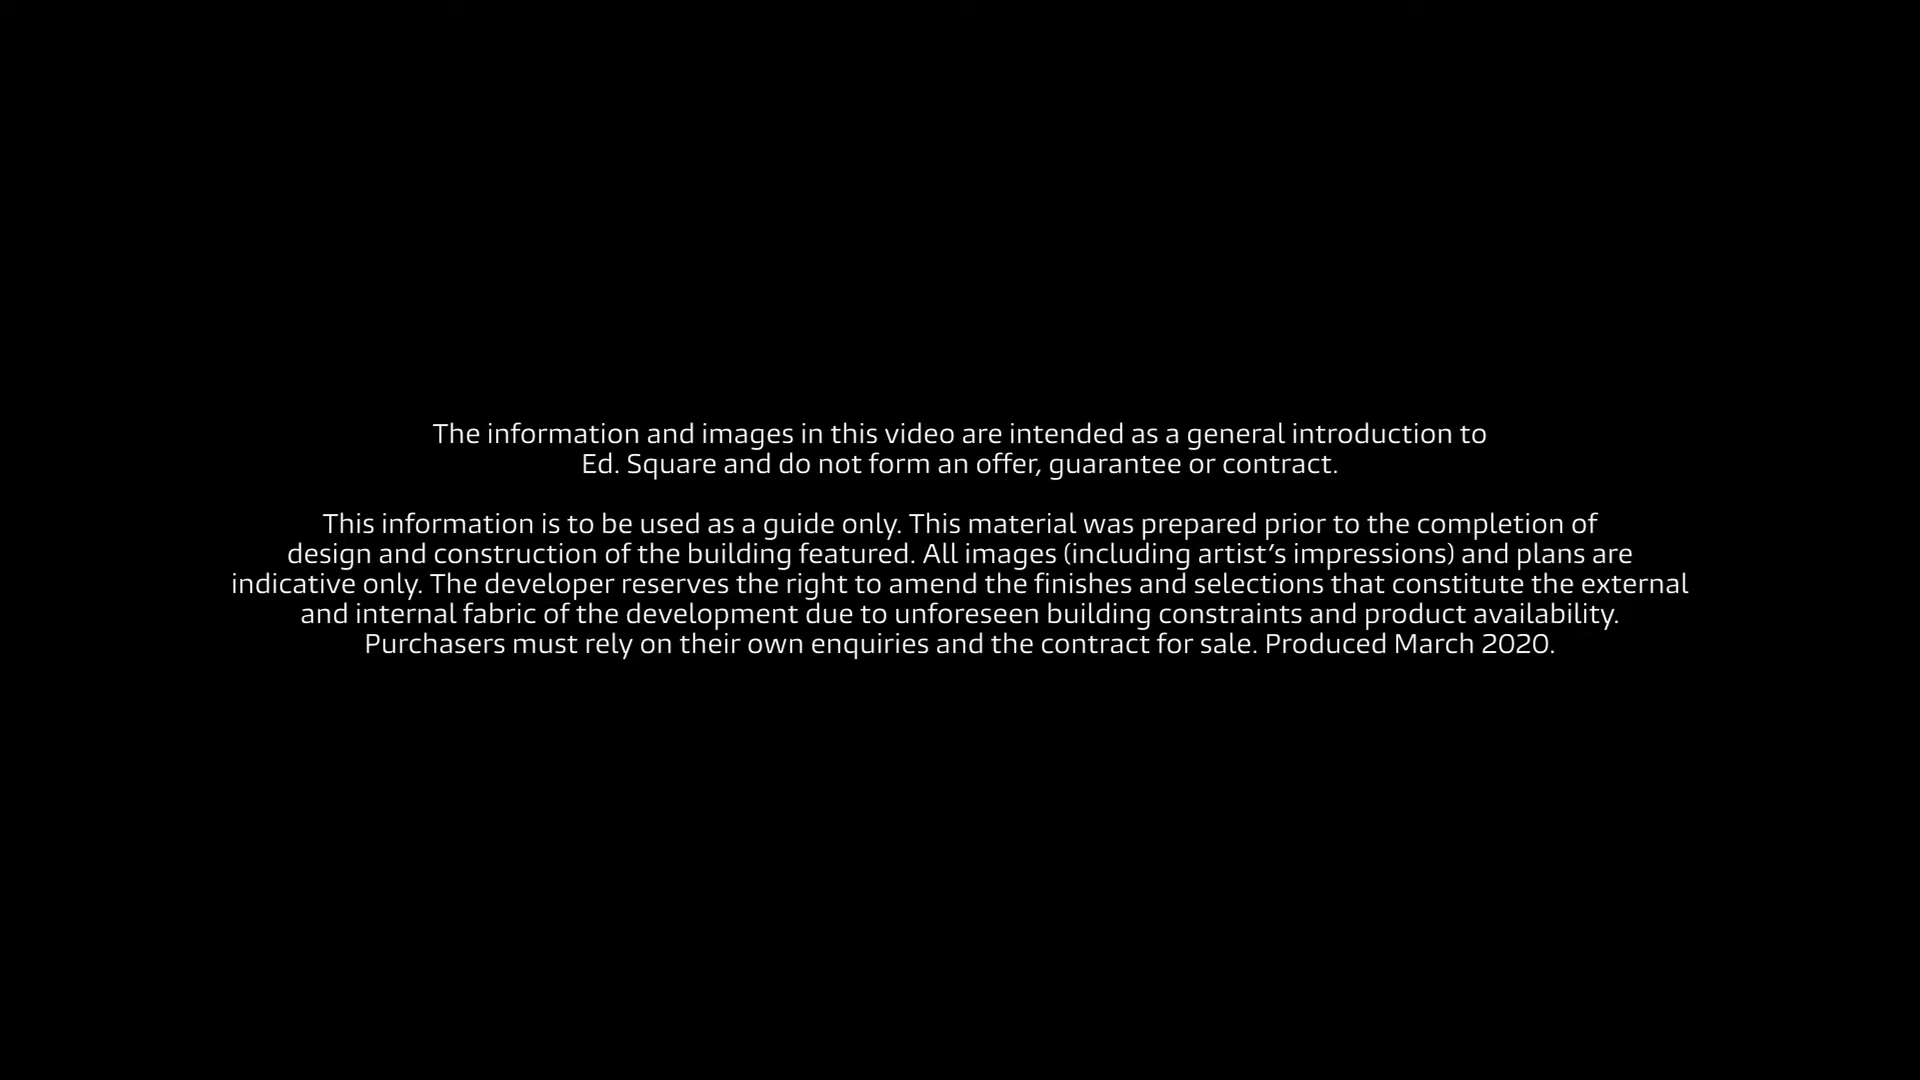 The information and images in this video are intended as a general introduction to
Ed. Square and do not form an offer, guarantee or contract.
This information is to be used as a guide only. This material was prepared prior to the completion of
design and construction of the building featured. All images (including artist’s impressions) and plans are
indicative only. The developer reserves the right to amend the finishes and selections that constitute the external
and internal fabric of the development due to unforeseen building constraints and product availability.
Purchasers must rely on their own enquiries and the contract for sale. Produced March 2020.